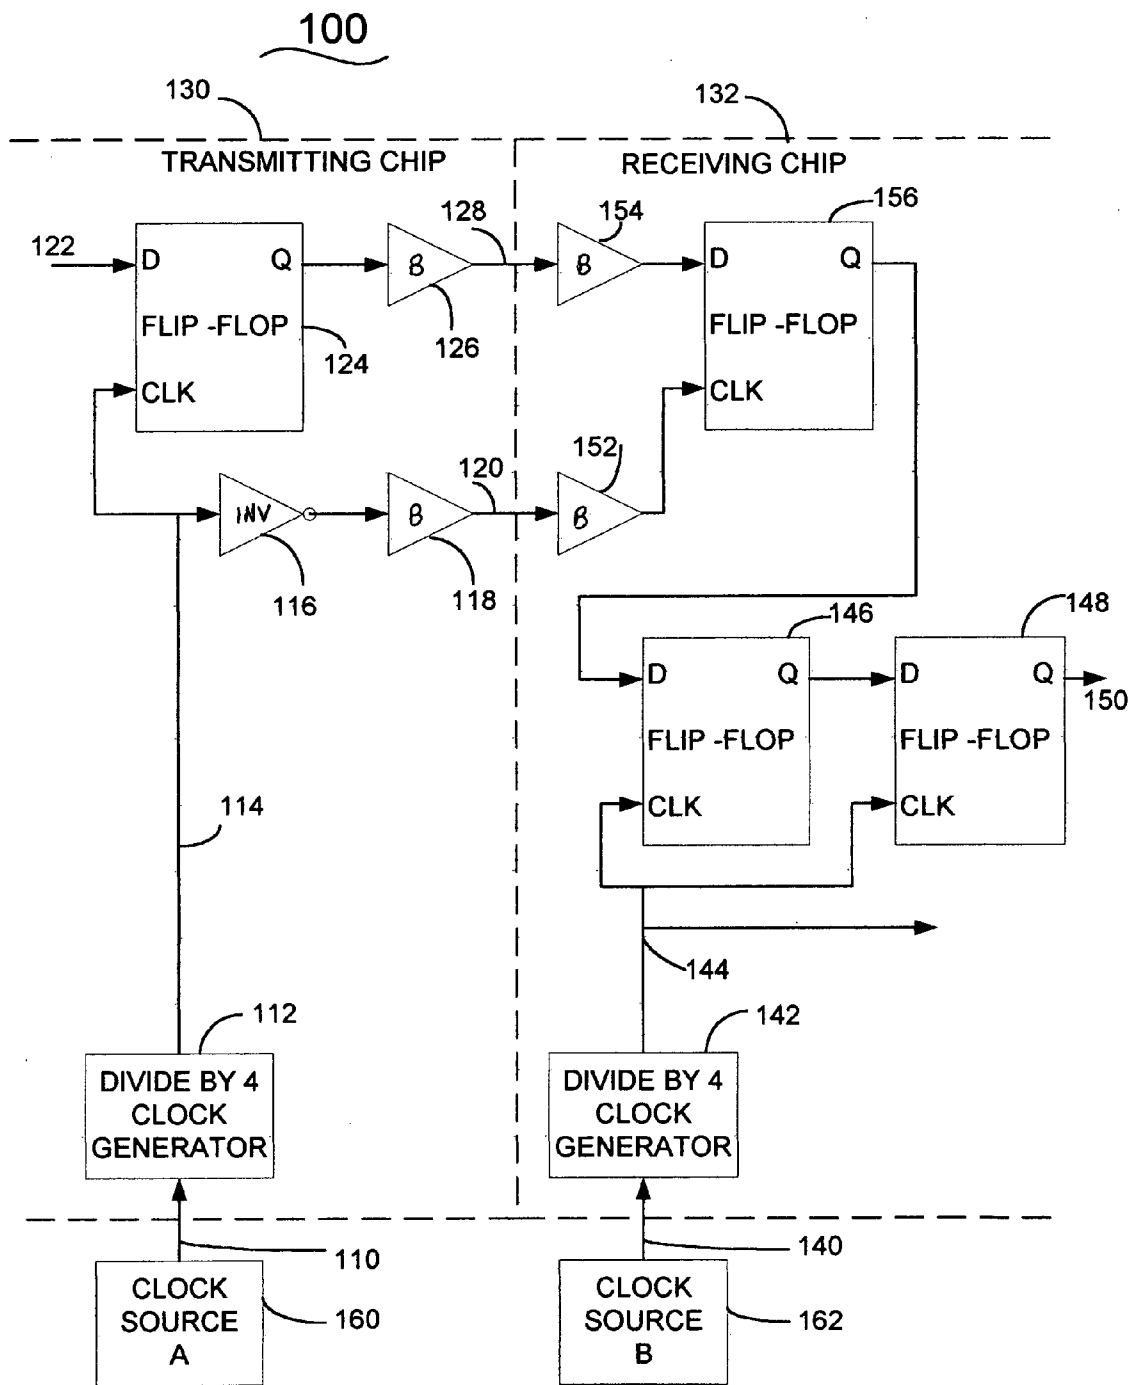 100
130
132
TRANSMITTING CHIP
RECEIVING CHIP
128
154
156
122
D
Q
B
B
D
Q
FLIP -FLOP
FLIP -FLOP
126
124
CLK
CLK
120
152
INV
B
B
116
118
146
148
D
Q
D
Q
150
FLIP -FLOP
FLIP -FLOP
CLK
CLK
114
144
112
142
DIVIDE BY 4
CLOCK
GENERATOR
DIVIDE BY 4
CLOCK
GENERATOR
110
140
CLOCK
SOURCE
A
160
CLOCK
SOURCE
B
162